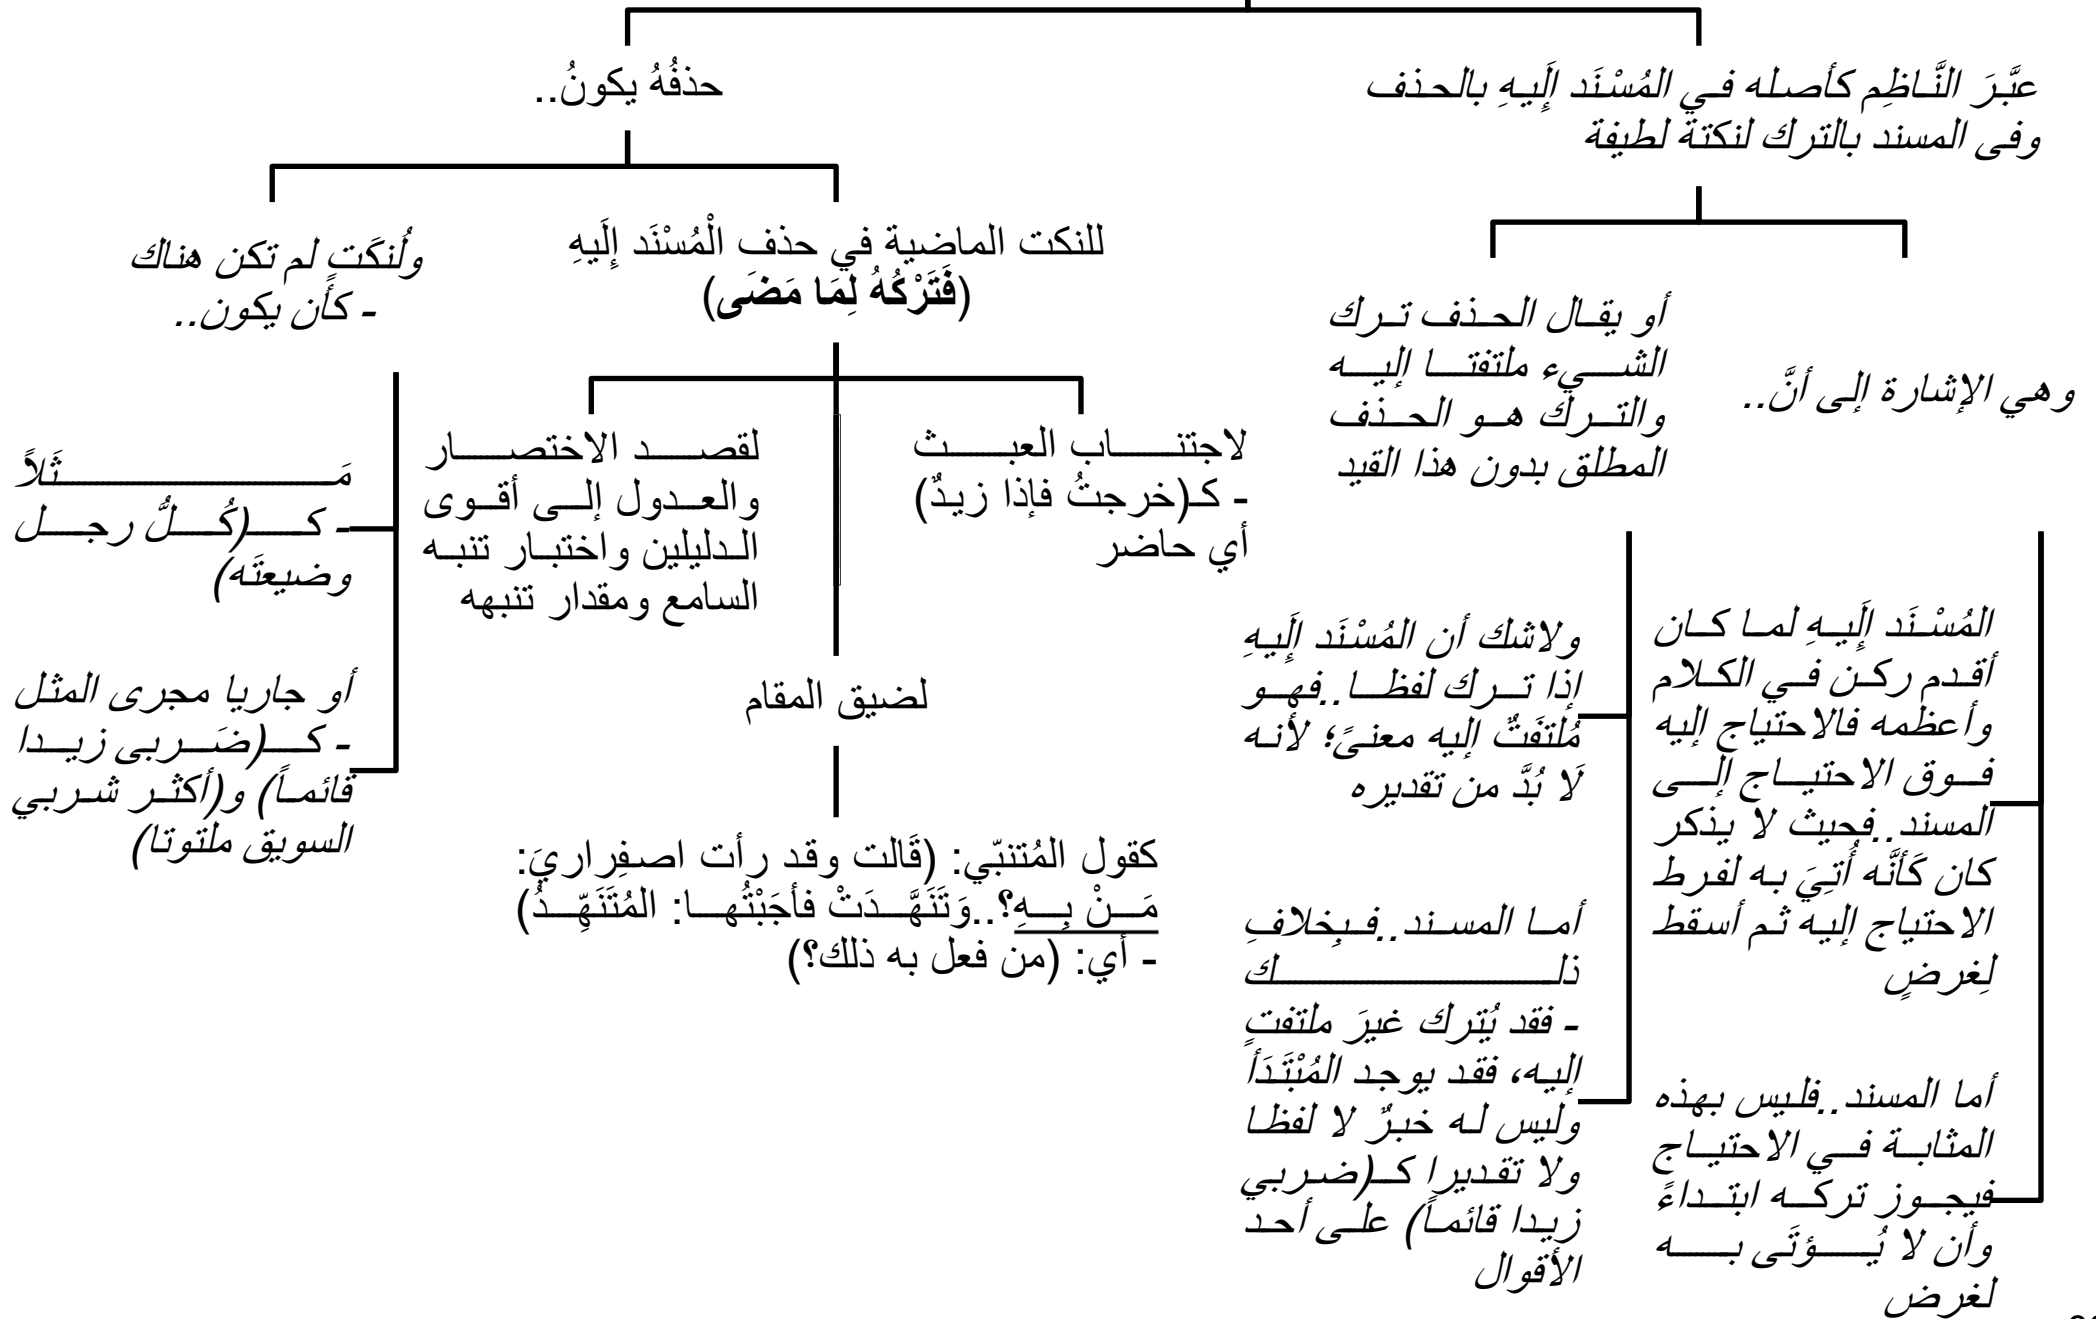 عبَّرَ النَّاظِم كأصله في المُسْنَد إِلَيهِ بالحذف
وفى المسند بالترك لنكتة لطيفة
وهي الإشارة إلى أنَّ..
المُسْنَد إِلَيهِ لما كان
أقدم ركن في الكلام
وأعظمه فالاحتياج إليه
فوق الاحتياج إلى
المسند..فحيث لا يذكر
كان كَأنَّه أُتِيَ به لفرط
الاحتياج إليه ثم أسقط
لِغرضٍ
أما المسند..فليس بهذه
المثابة في الاحتياج
فيجوز تركه ابتداءً
وأن لا يُؤتَى به
لغرض
أو يقال الحذف ترك
الشيء ملتفتا إليه
والترك هو الحذف
المطلق بدون هذا القيد
ولاشك أن المُسْنَد إِلَيهِ
إذا ترك لفظا..فهو
مُلتفَتٌ إليه معنىً؛ لأنه
لَا بُدَّ من تقديره
أما المسند..فبِخلافِ
ذلك
- فقد يُترك غيرَ ملتفتٍ
إليه، فقد يوجد المُبْتَدَأ
وليس له خبرٌ لا لفظا
ولا تقديرا كـ(ضربي
زيدا قائماً) على أحد
الأقوال
حذفُهُ يكونُ..
للنكت الماضية في حذف الْمُسْنَد إِلَيهِ
(فَتَرْكُهُ لِمَا مَضَى)
لاجتناب العبث
- كـ(خرجتُ فإذا زيدٌ)
أي حاضر
لضيق المقام
كقول المُتنبّي: (قَالت وقد رأت اصفِراريَ:
مَنْ بِهِ؟..وَتَنَهَّدَتْ فأجَبْتُها: المُتَنَهِّدُ)
- أي: (من فعل به ذلك؟)
لقصد الاختصار
والعدول إلى أقوى
الدليلين واختبار تنبه
السامع ومقدار تنبهه
ولُنكَتٍ لم تكن هناك
- كأن يكون..
مَثَلاً
- كـ(كُلُّ رجل
وضيعتَه)
أو جاريا مجرى المثل
- كـ(ضَربى زيدا
قائماً) و(أكثر شربي
السويق ملتوتا)